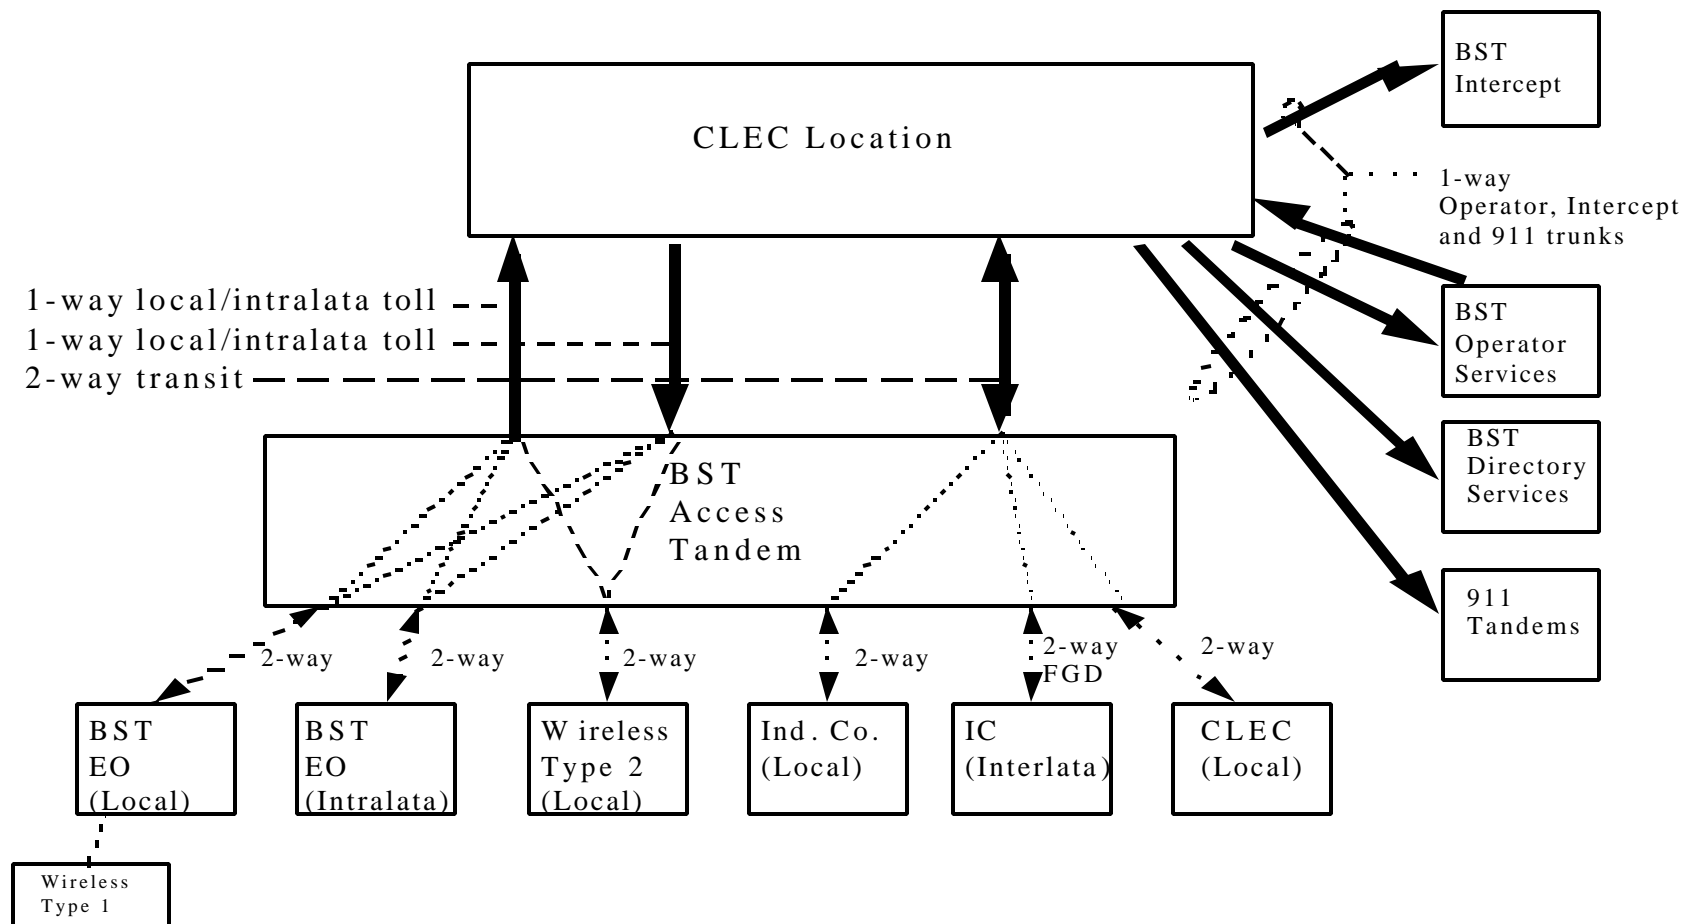 BST
Intercept
CLEC Location
1-way
Operator, Intercept
and 911 trunks
1-way local/intralata toll
1-way local/intralata toll
2-way transit
BST
Operator
Services
BST
Directory
Services
BST
Access
Tandem
911
Tandems
2-way
2-way
2-way
2-way
2-way
FGD
2-way
BST
EO
(Local)
BST
EO
(Intralata)
Wireless
Type 2
(Local)
Ind. Co.
(Local)
IC
(Interlata)
CLEC
(Local)
Wireless
Type 1